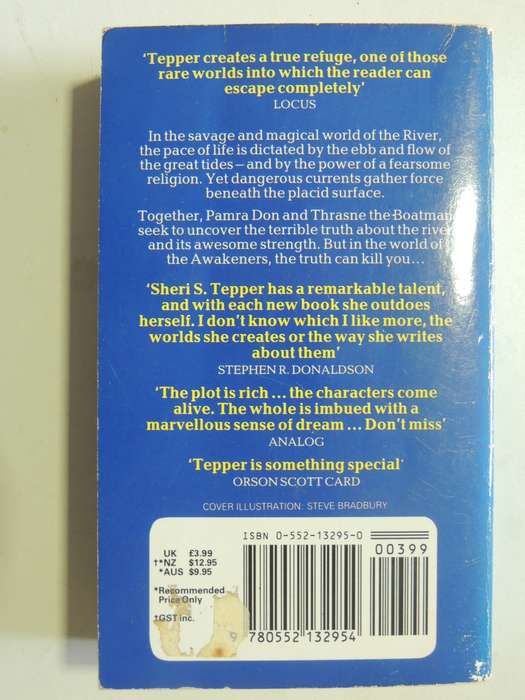 ‘Tepper creates a true refuge, one of those
rare worlds into which the reader can
escape completely’
LOCUS
In the savage and magical world of the River,
the pace of life is dictated by the ebb and flow of
the great tides – and by the power of a fearsome
religion. Yet dangerous currents gather force
beneath the placid surface.
Together, Pamra Don and Thrasne the Boatman
seek to uncover the terrible truth about the river
and its awesome strength. But in the world of
the Awakeners, the truth can kill you...
‘Sheri S. Tepper has a remarkable talent,
and with each new book she outdoes
herself. I don’t know which I like more, the
worlds she creates or the way she writes
about them’
STEPHEN R. DONALDSON
‘The plot is rich ... the characters come
alive. The whole is imbued with a
marvellous sense of dream ... Don’t miss’
ANALOG
‘Tepper is something special’
ORSON SCOTT CARD
COVER ILLUSTRATION: STEVE BRADBURY
UK £3.99
†*NZ $12.95
*AUS $9.95
*Recommended
Price Only
†GST inc.
ISBN 0-552-13295-0
00399
9 780552 132954